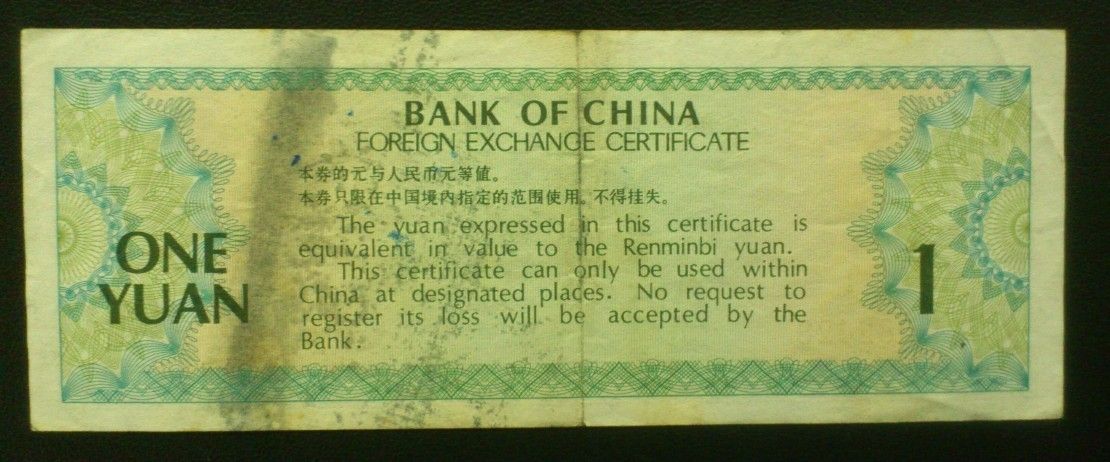 BANK OF CHINA
FOREIGN EXCHANGE CERTIFICATE
本券的元与人民币元等值。
本券只限在中国境内指定的范围使用。不得挂失。
The yuan expressed in this certificate is
equivalent in value to the Renminbi yuan.
This certificate can only be used within
China at designated places. No request to
register its loss will be accepted by the
Bank.
ONE
YUAN
1